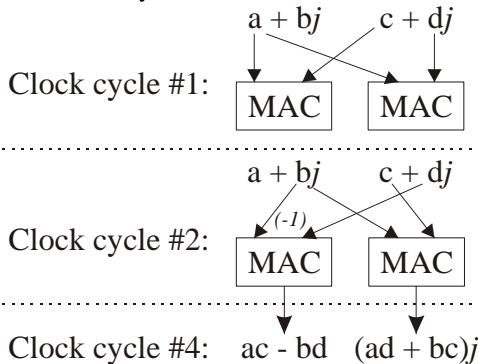 a + bj c + dj
Clock cycle #1: MAC MAC
a + bj c + dj
(-1)
Clock cycle #2: MAC MAC
Clock cycle #4: ac - bd (ad + bc)j